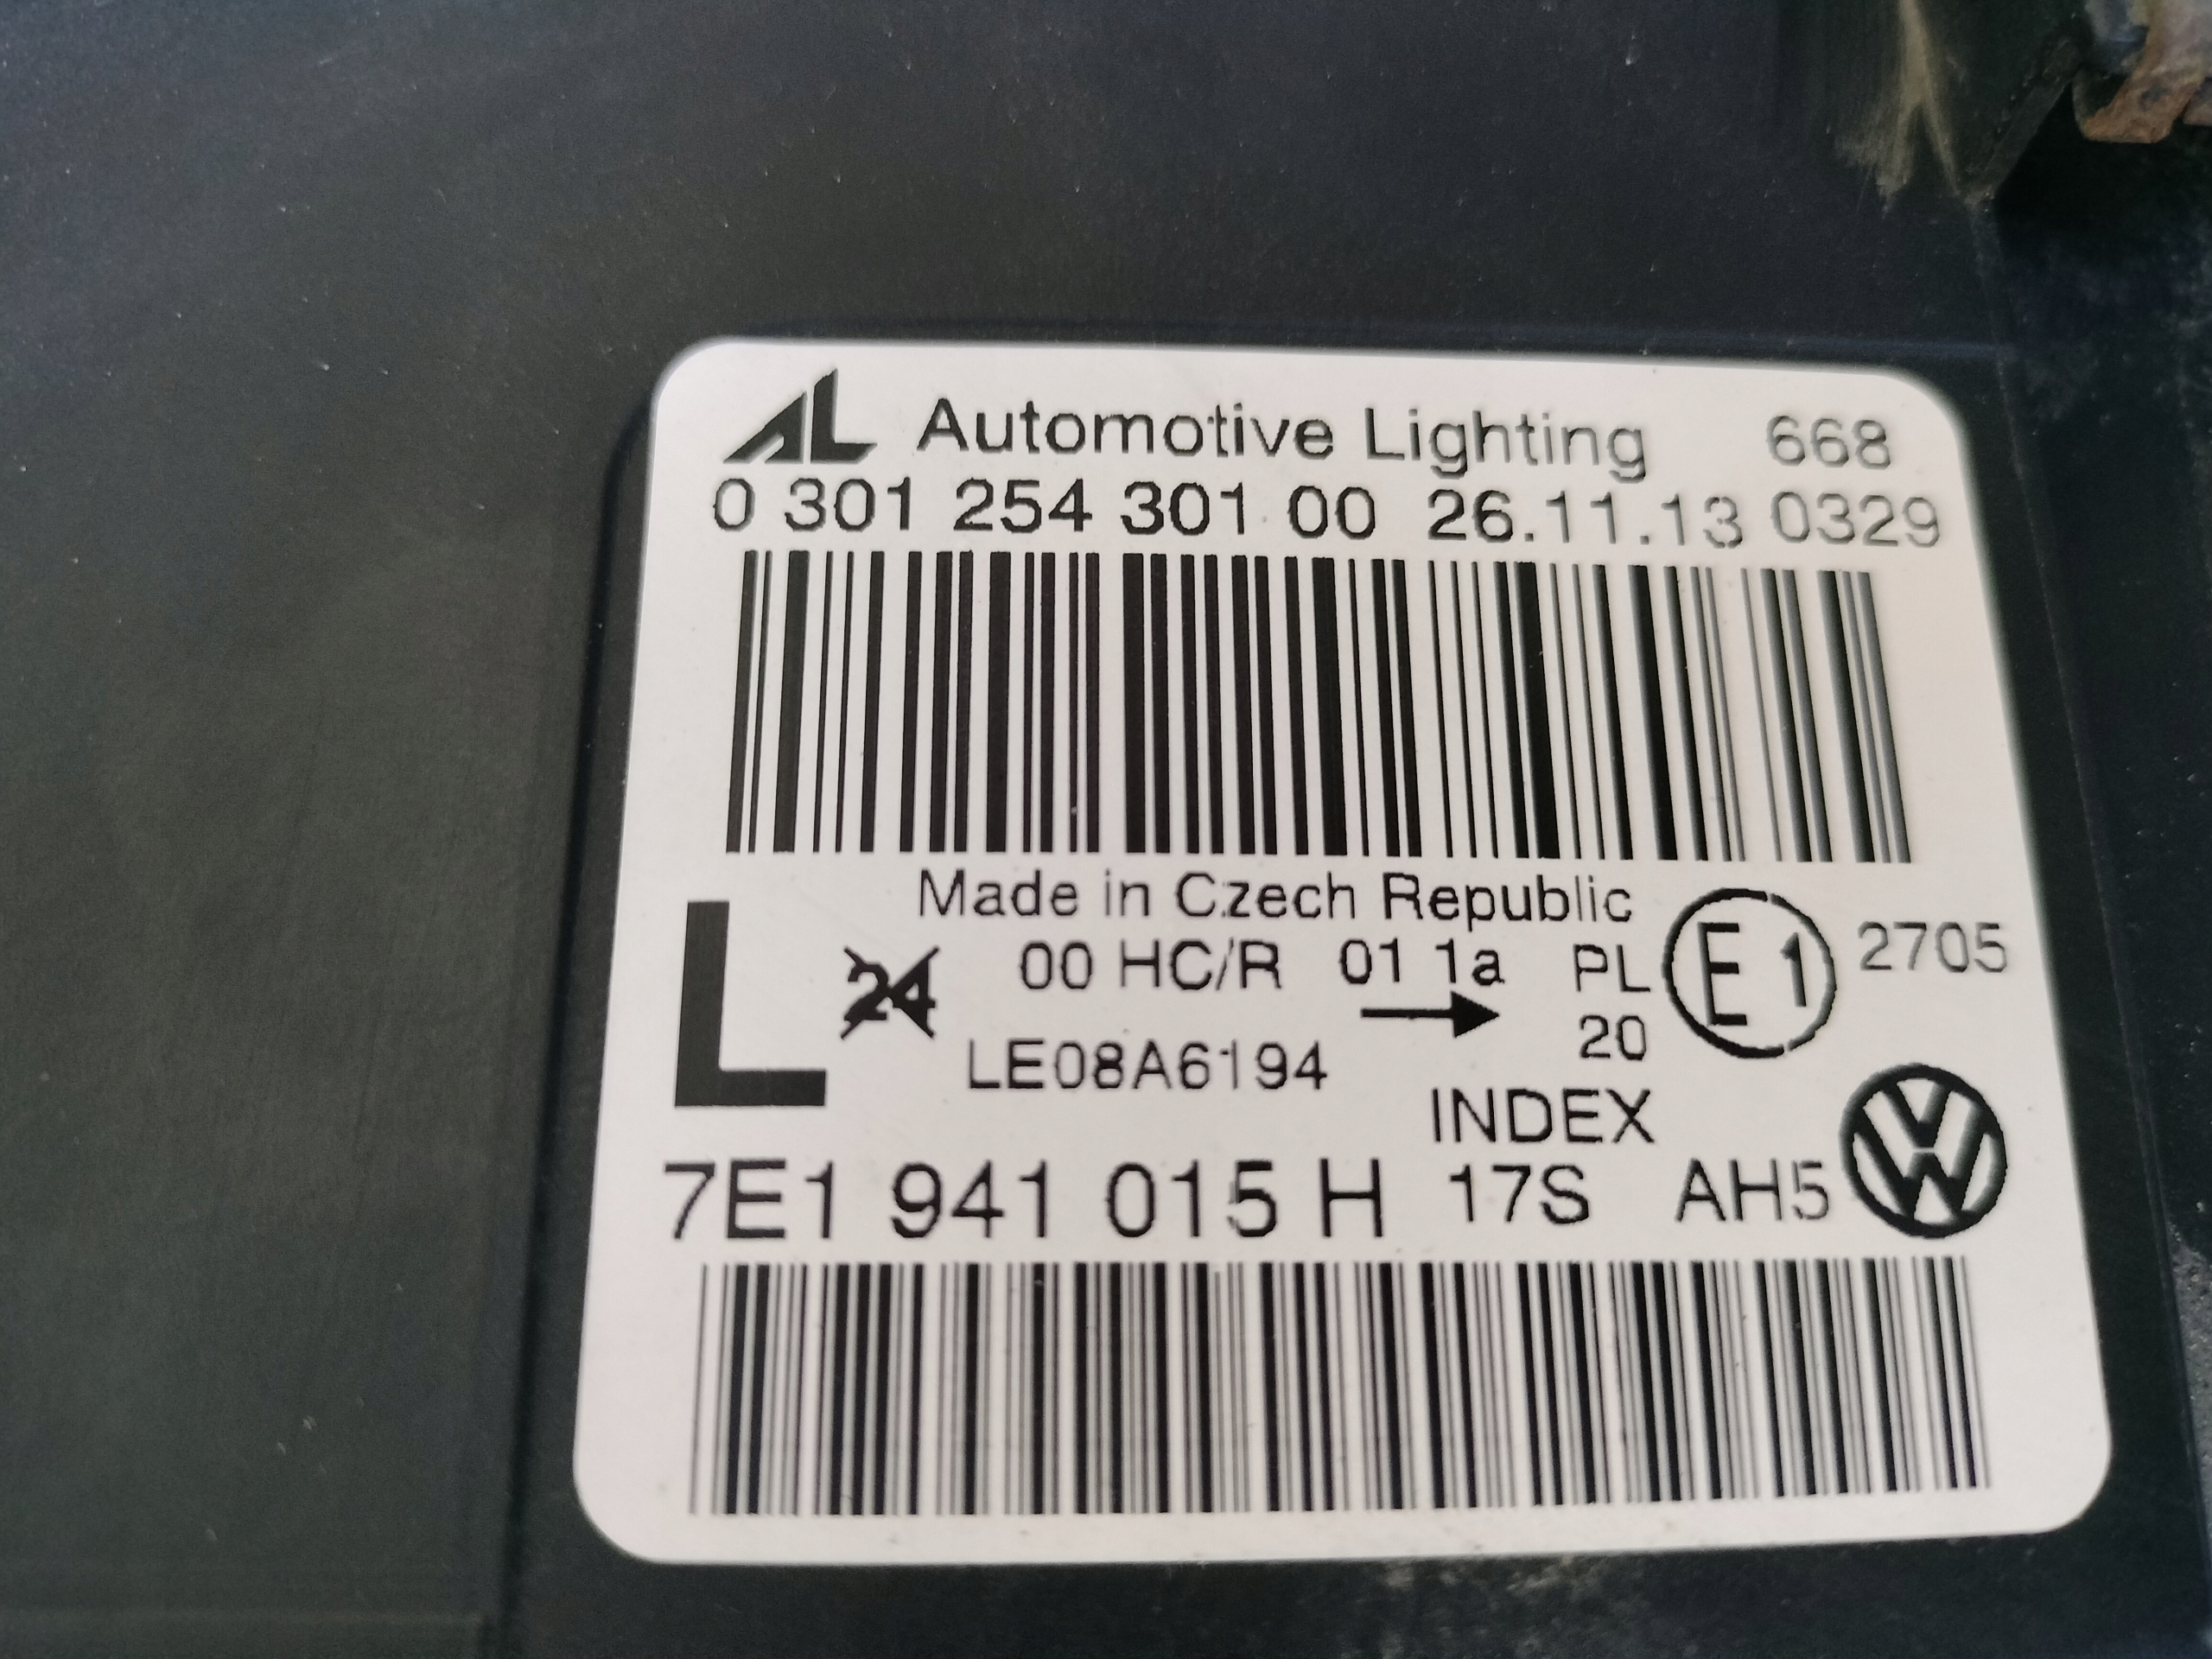 AL Automotive Lighting 668
0 301 254 301 00 26.11.13 0329
Made in Czech Republic
L 24 00 HC/R 01 1a PL E1 2705
LE08A6194 20
INDEX
7E1 941 015 H 17S AH5 VW